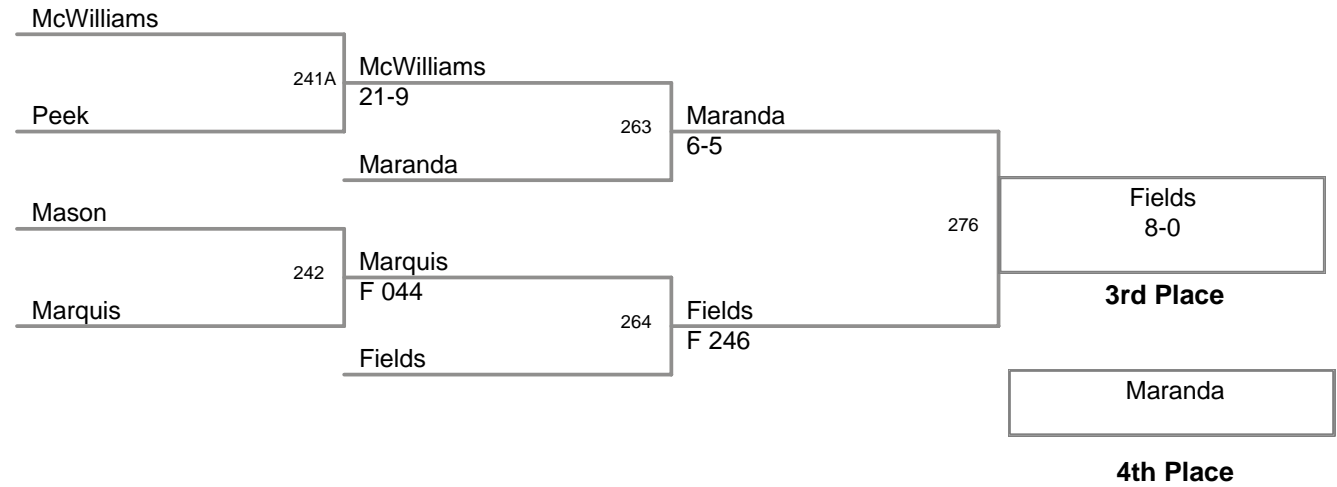 McWilliams
241A
McWilliams
21-9
Peek
263
Maranda
6-5
Maranda
Mason
276
Fields
8-0
242
Marquis
F 044
3rd Place
Marquis
264
Fields
F 246
Fields
Maranda
4th Place